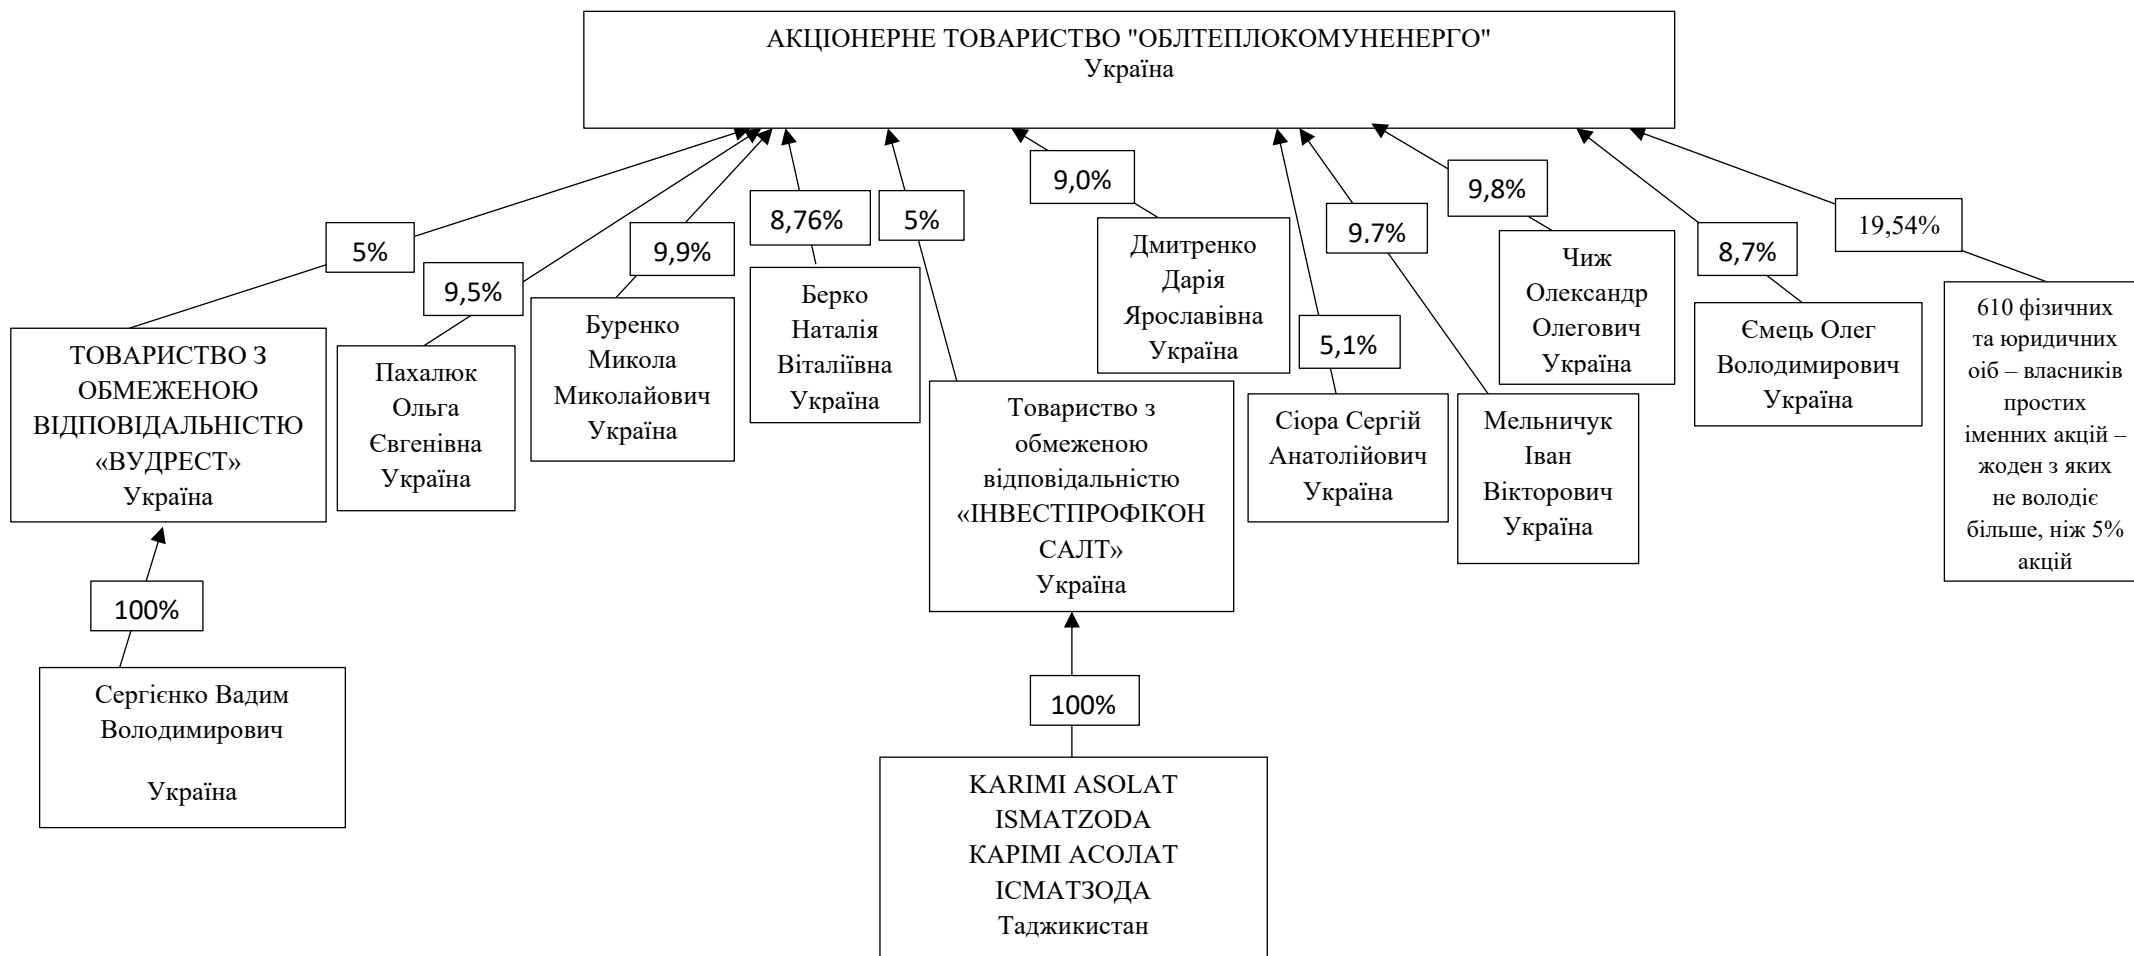 АКЦІОНЕРНЕ ТОВАРИСТВО "ОБЛТЕПЛОКОМУНЕНЕРГО"
Україна
5%
9,5%
9,9%
8,76%
5%
9,0%
5,1%
9,7%
9,8%
8,7%
19,54%
ТОВАРИСТВО З
ОБМЕЖЕНОЮ
ВІДПОВІДАЛЬНІСТЮ
«ВУДРЕСТ»
Україна
Пахалюк
Ольга
Євгенівна
Україна
Буренко
Микола
Миколайович
Україна
Берко
Наталія
Віталіївна
Україна
Товариство з
обмеженою
відповідальністю
«ІНВЕСТПРОФІКОН
САЛТ»
Україна
Дмитренко
Дарія
Ярославівна
Україна
Сіора Сергій
Анатолійович
Україна
Мельничук
Іван
Вікторович
Україна
Чиж
Олександр
Олегович
Україна
Ємець Олег
Володимирович
Україна
610 фізичних
та юридичних
оіб – власників
простих
іменних акцій –
жоден з яких
не володіє
більше, ніж 5%
акцій
100%
Сергієнко Вадим
Володимирович
Україна
100%
KARIMI ASOLAT
ISMATZODA
КАРІМІ АСОЛАТ
ІСМАТЗОДА
Таджикистан